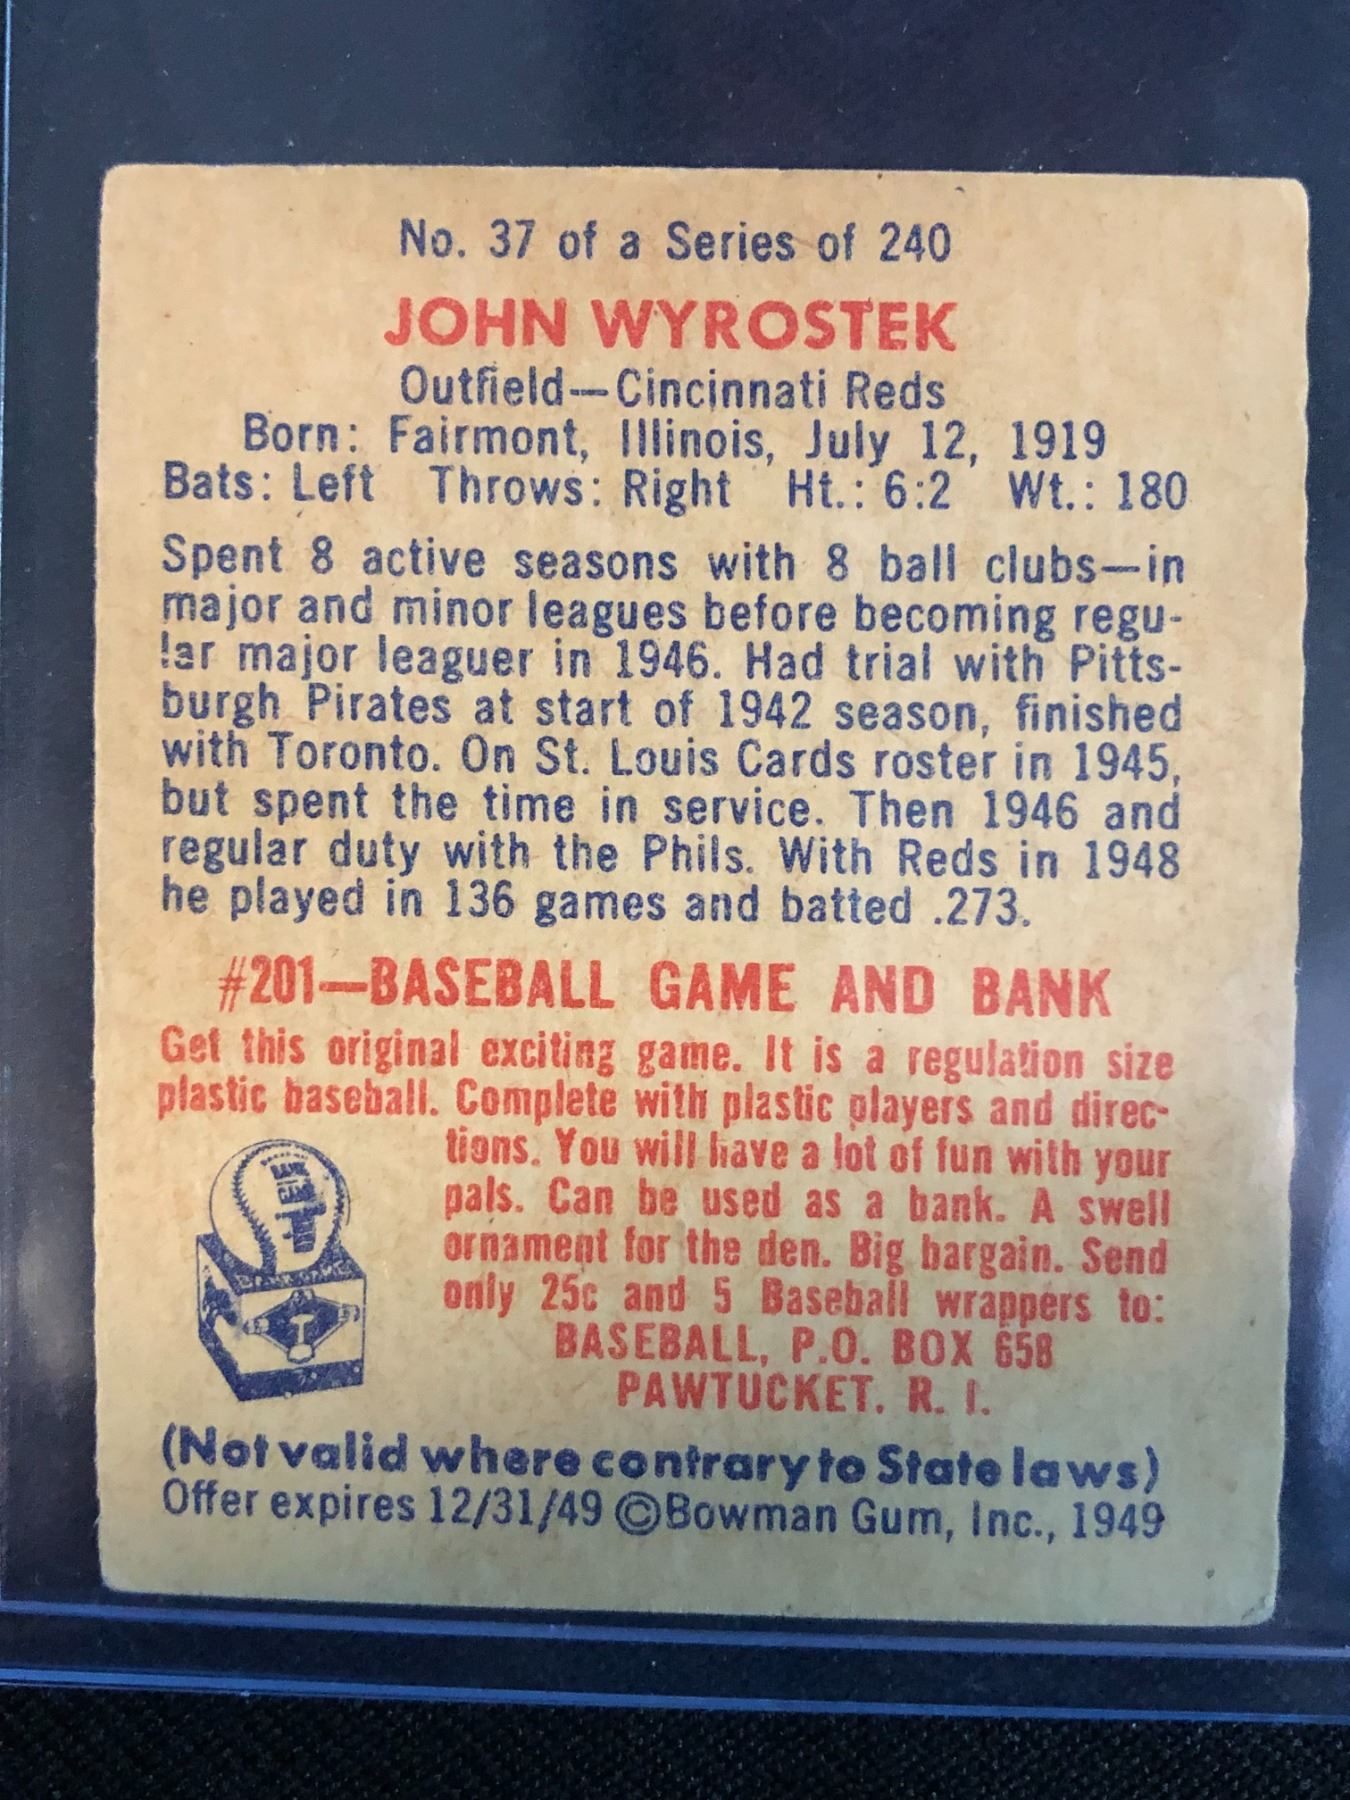 No. 37 of a Series of 240
JOHN WYROSTEK
Outfield—Cincinnati Reds
Born: Fairmont, Illinois, July 12, 1919
Bats: Left Throws: Right Ht.: 6:2 Wt.: 180
Spent 8 active seasons with 8 ball clubs—in
major and minor leagues before becoming regu-
lar major leaguer in 1946. Had trial with Pitts-
burgh Pirates at start of 1942 season, finished
with Toronto. On St. Louis Cards roster in 1945,
but spent the time in service. Then 1946 and
regular duty with the Phils. With Reds in 1948
he played in 136 games and batted .273.
#201—BASEBALL GAME AND BANK
Get this original exciting game. It is a regulation size
plastic baseball. Complete with plastic players and direc-
tions. You will have a lot of fun with your
pals. Can be used as a bank. A swell
ornament for the den. Big bargain. Send
only 25c and 5 Baseball wrappers to:
BASEBALL, P.O. BOX 658
PAWTUCKET, R. I.
BANK
GAME
BANK GAME
(Not valid where contrary to State laws)
Offer expires 12/31/49 ©Bowman Gum, Inc., 1949